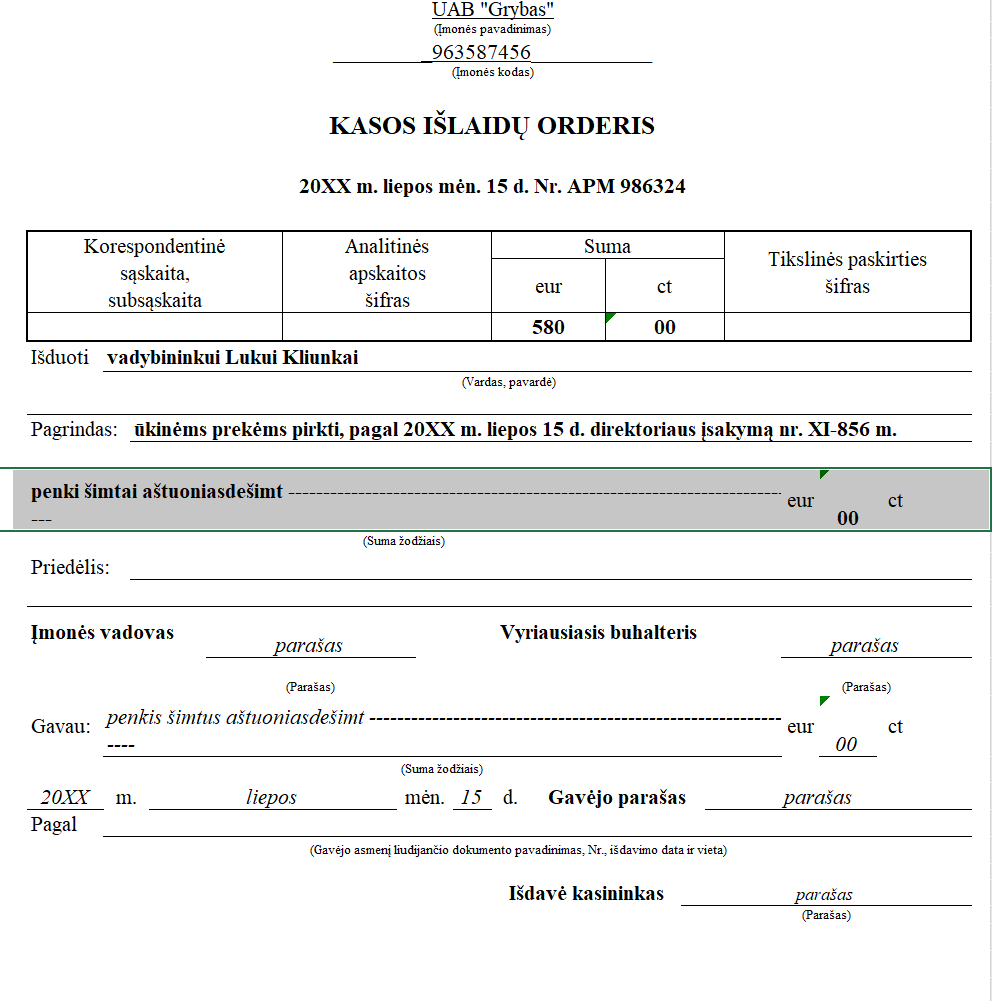 UAB "Grybas"
(Įmonės pavadinimas)
963587456
(Įmonės kodas)
KASOS IŠLAIDŲ ORDERIS
20XX m. liepos mėn. 15 d. Nr. APM 986324
Korespondentinė sąskaita, subsąskaita
Analitinės apskaitos šifras
Suma
Tikslinės paskirties šifras
eur ct
580 00
Išduoti vadybininkui Lukui Kliunkai
(Vardas, pavardė)
Pagrindas: ūkinėms prekėms pirkti, pagal 20XX m. liepos 15 d. direktoriaus įsakymą nr. XI-856 m.
penki šimtai aštuoniasdešimt ---------------------------------------------------------------------- eur 00 ct
---
(Suma žodžiais)
Priedėlis:
Įmonės vadovas parašas Vyriausiasis buhalteris parašas
(Parašas) (Parašas)
Gavau: penkis šimtus aštuoniasdešimt ----------------------------------------------------------- eur 00 ct
----
(Suma žodžiais)
20XX m. liepos mėn. 15 d. Gavėjo parašas parašas
Pagal
(Gavėjo asmenį liudijančio dokumento pavadinimas, Nr., išdavimo data ir vieta)
Išdavė kasininkas parašas
(Parašas)